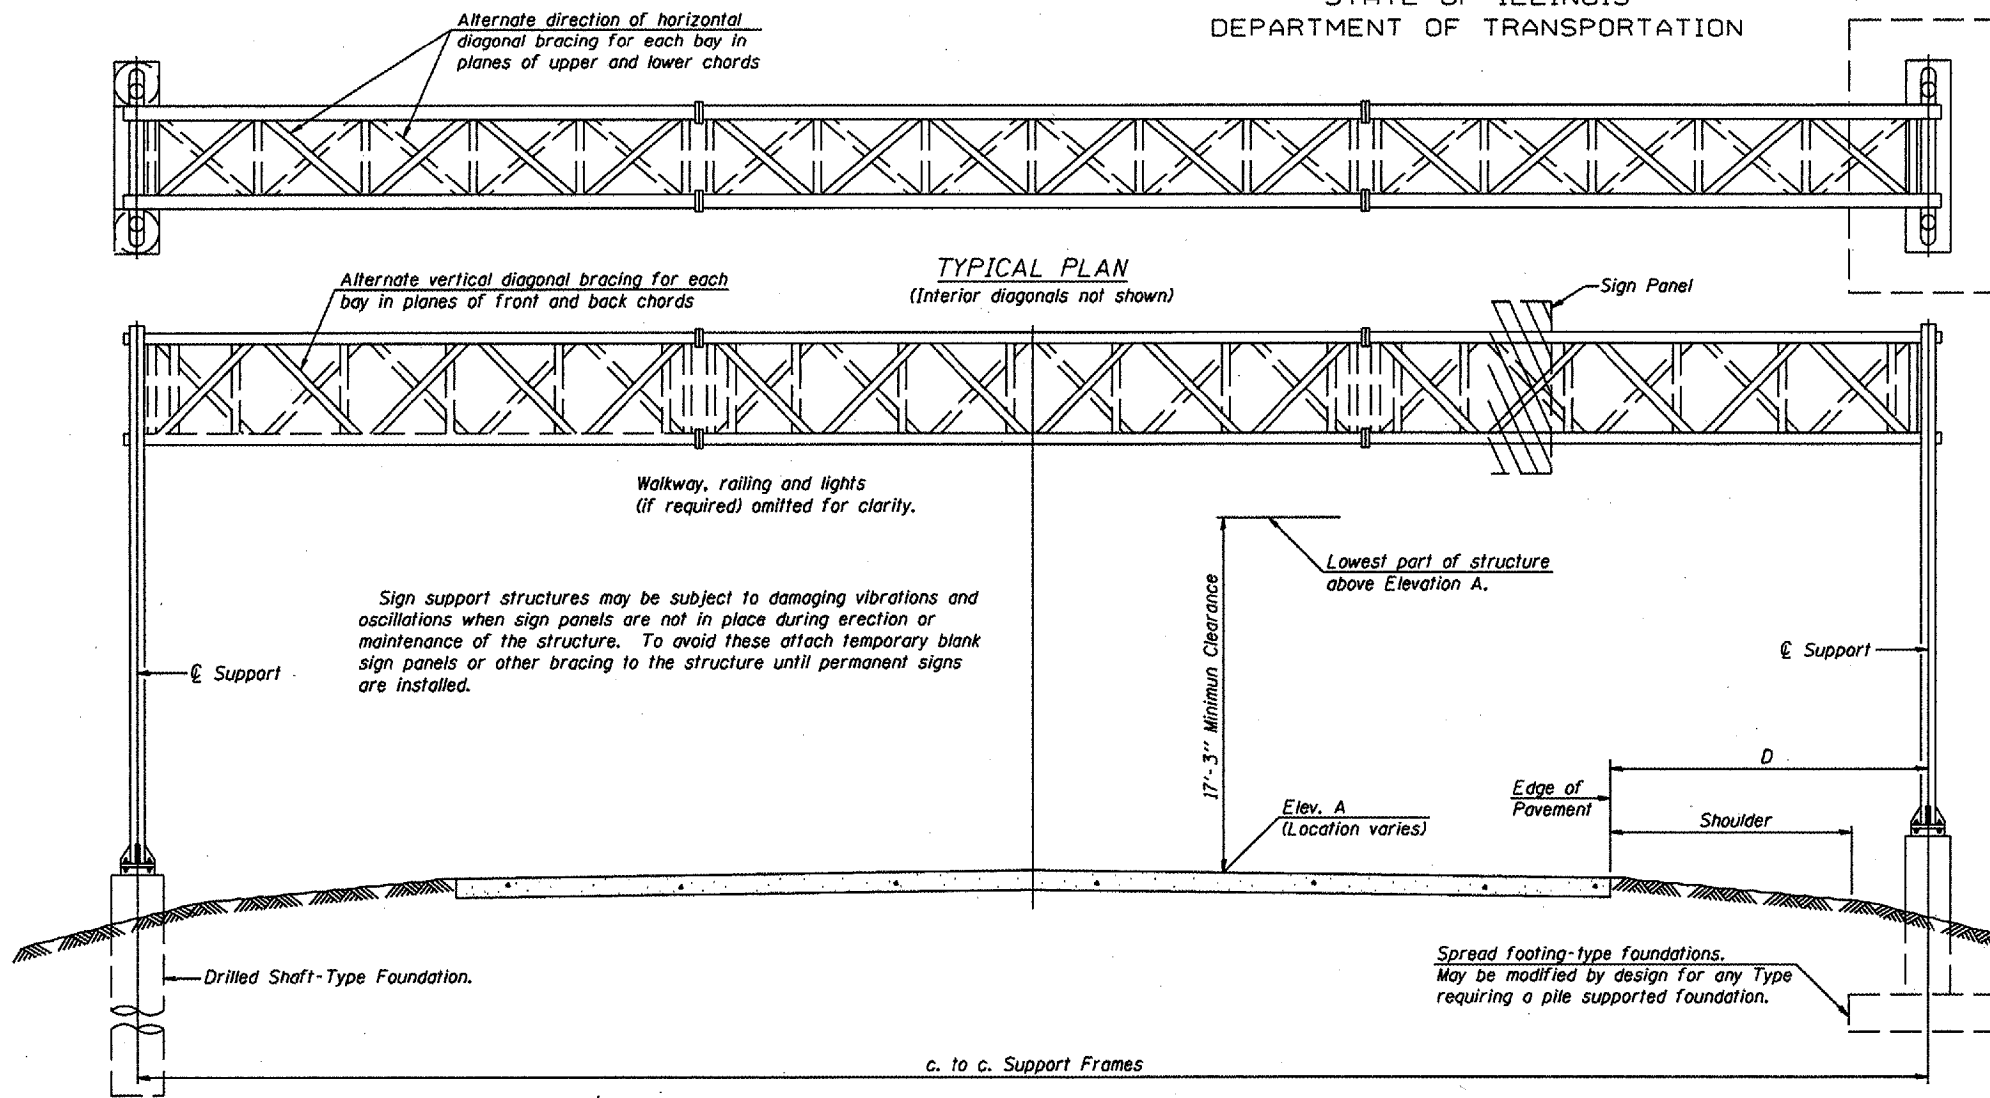 STATE OF ILLINOIS
DEPARTMENT OF TRANSPORTATION
Alternate direction of horizontal
diagonal bracing for each bay in
planes of upper and lower chords
TYPICAL PLAN
(Interior diagonals not shown)
Alternate vertical diagonal bracing for each
bay in planes of front and back chords
Sign Panel
Walkway, railing and lights
(if required) omitted for clarity.
Lowest part of structure
above Elevation A.
17'-3" Minimun Clearance
Sign support structures may be subject to damaging vibrations and
oscillations when sign panels are not in place during erection or
maintenance of the structure. To avoid these attach temporary blank
sign panels or other bracing to the structure until permanent signs
are installed.
℄ Support
℄ Support
D
Edge of
Pavement
Shoulder
Elev. A
(Location varies)
Drilled Shaft-Type Foundation.
Spread footing-type foundations.
May be modified by design for any Type
requiring a pile supported foundation.
c. to c. Support Frames